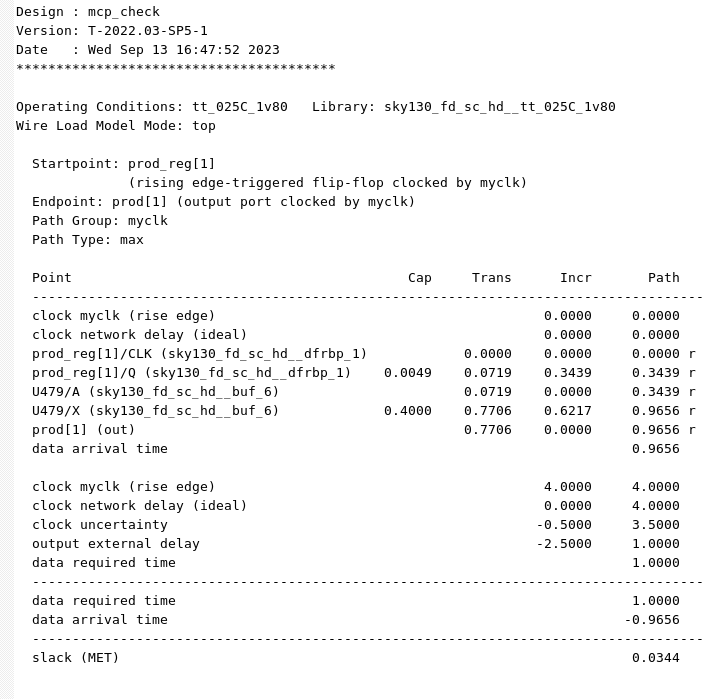 Design : mcp_check
Version: T-2022.03-SP5-1
Date   : Wed Sep 13 16:47:52 2023
****************************************
Operating Conditions: tt_025C_1v80   Library: sky130_fd_sc_hd__tt_025C_1v80
Wire Load Model Mode: top
  Startpoint: prod_reg[1]
              (rising edge-triggered flip-flop clocked by myclk)
  Endpoint: prod[1] (output port clocked by myclk)
  Path Group: myclk
  Path Type: max
  Point                                          Cap     Trans      Incr       Path
  ------------------------------------------------------------------------------------
  clock myclk (rise edge)                                         0.0000     0.0000
  clock network delay (ideal)                                     0.0000     0.0000
  prod_reg[1]/CLK (sky130_fd_sc_hd__dfrbp_1)            0.0000    0.0000     0.0000 r
  prod_reg[1]/Q (sky130_fd_sc_hd__dfrbp_1)    0.0049    0.0719    0.3439     0.3439 r
  U479/A (sky130_fd_sc_hd__buf_6)                       0.0719    0.0000     0.3439 r
  U479/X (sky130_fd_sc_hd__buf_6)             0.4000    0.7706    0.6217     0.9656 r
  prod[1] (out)                                         0.7706    0.0000     0.9656 r
  data arrival time                                                          0.9656
  clock myclk (rise edge)                                         4.0000     4.0000
  clock network delay (ideal)                                     0.0000     4.0000
  clock uncertainty                                              -0.5000     3.5000
  output external delay                                          -2.5000     1.0000
  data required time                                                         1.0000
  ------------------------------------------------------------------------------------
  data required time                                                         1.0000
  data arrival time                                                         -0.9656
  ------------------------------------------------------------------------------------
  slack (MET)                                                                0.0344